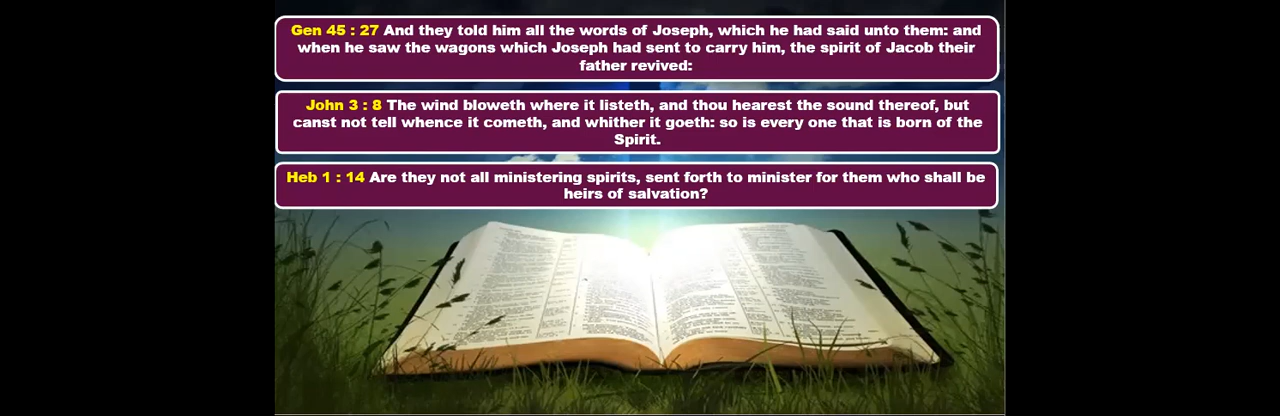 Gen 45 : 27 And they told him all the words of Joseph, which he had said unto them: and
when he saw the wagons which Joseph had sent to carry him, the spirit of Jacob their
father revived:
John 3 : 8 The wind bloweth where it listeth, and thou hearest the sound thereof, but
canst not tell whence it cometh, and whither it goeth: so is every one that is born of the
Spirit.
Heb 1 : 14 Are they not all ministering spirits, sent forth to minister for them who shall be
heirs of salvation?